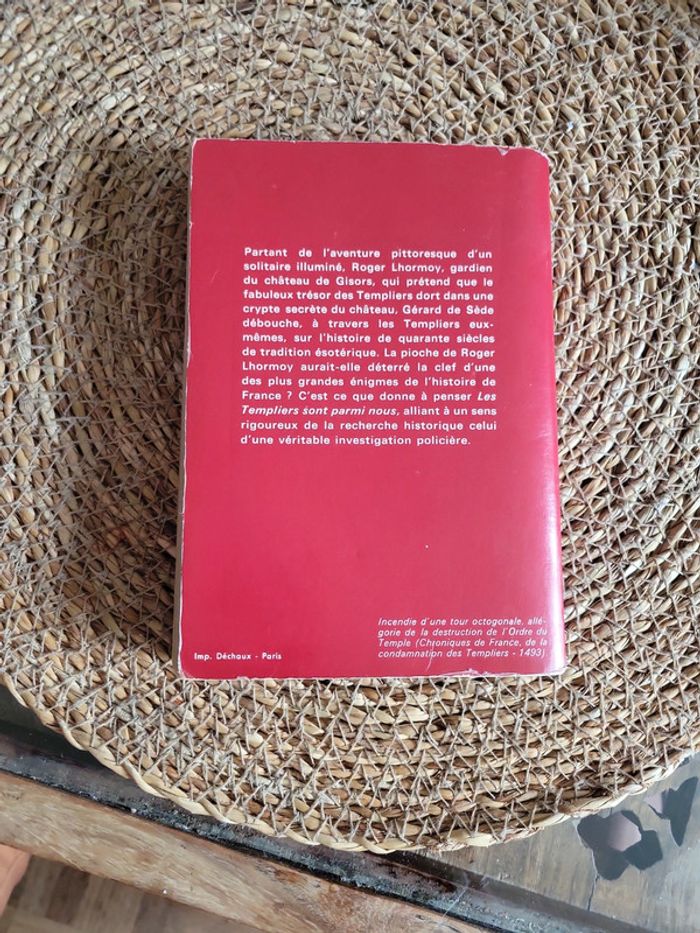 Partant de l'aventure pittoresque d'un
solitaire illuminé, Roger Lhormoy, gardien
du château de Gisors, qui prétend que le
fabuleux trésor des Templiers dort dans une
crypte secrète du château, Gérard de Sède
débouche, à travers les Templiers eux-
mêmes, sur l'histoire de quarante siècles
de tradition ésotérique. La pioche de Roger
Lhormoy aurait-elle déterré la clef d'une
des plus grandes énigmes de l'histoire de
France ? C'est ce que donne à penser Les
Templiers sont parmi nous, alliant à un sens
rigoureux de la recherche historique celui
d'une véritable investigation policière.
Incendie d'une tour octogonale, allé-
gorie de la destruction de l'Ordre du
Temple (Chroniques de France, de la
condamnation des Templiers - 1493).
Imp. Déchaux - Paris